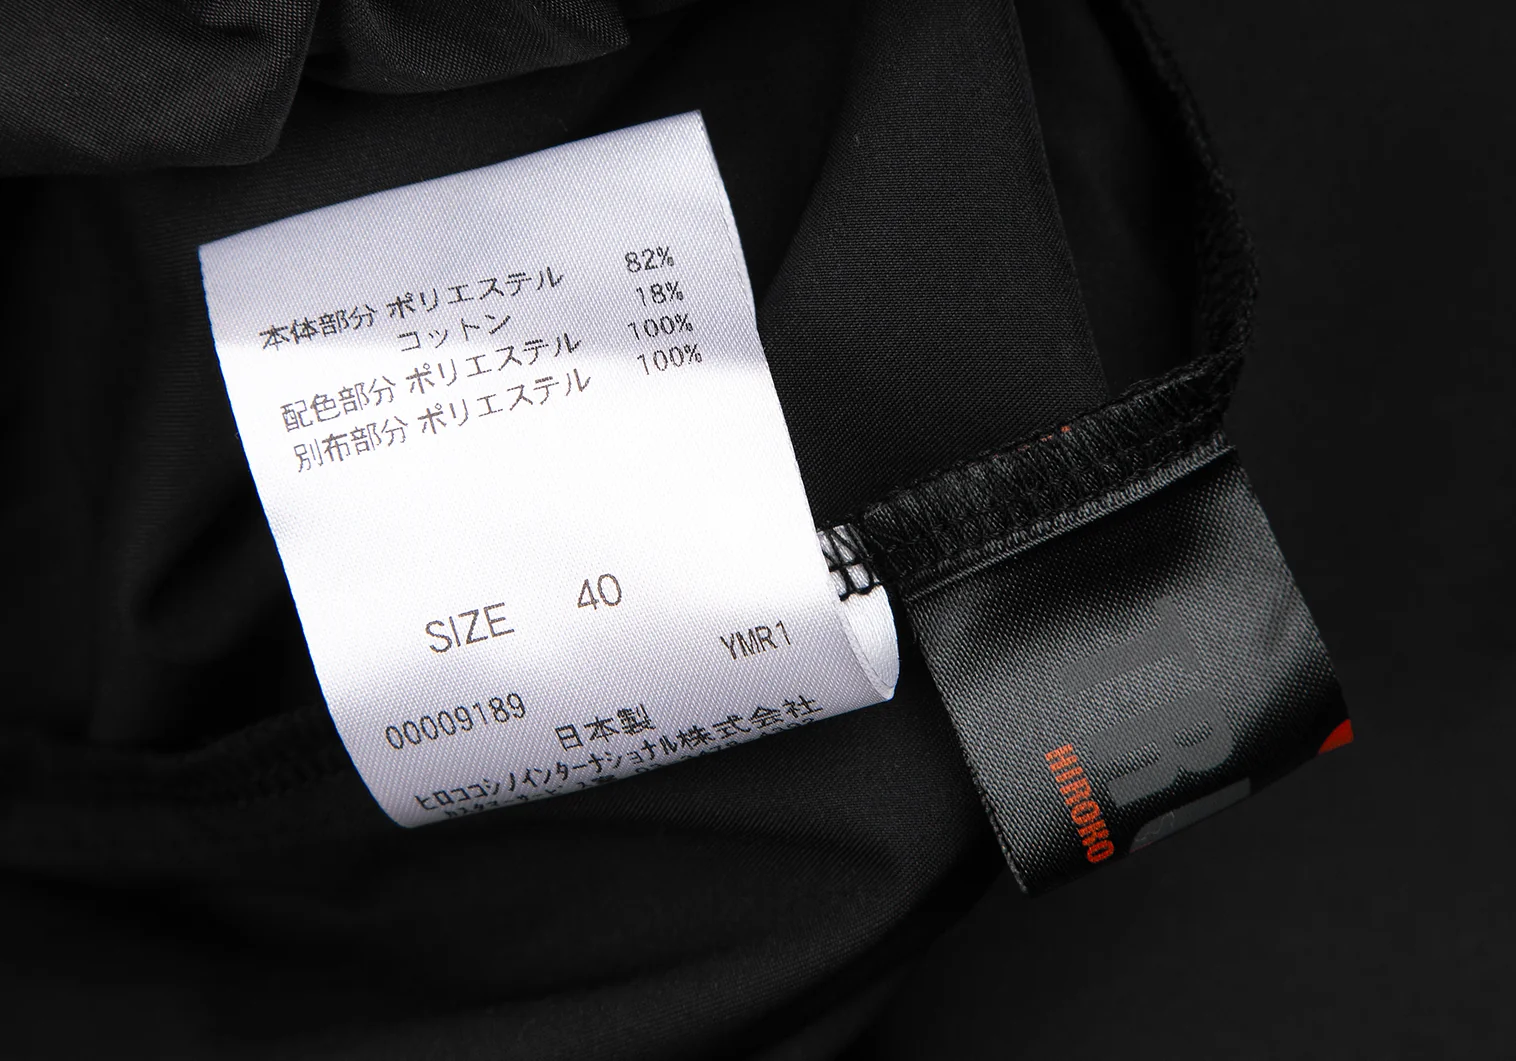 本体部分 ポリエステル 82%
コットン 18%
配色部分 ポリエステル 100%
別布部分 ポリエステル 100%
SIZE 40
YMR1
00009189
日本製
ヒロココシノインターナショナル株式会社
HIROKO